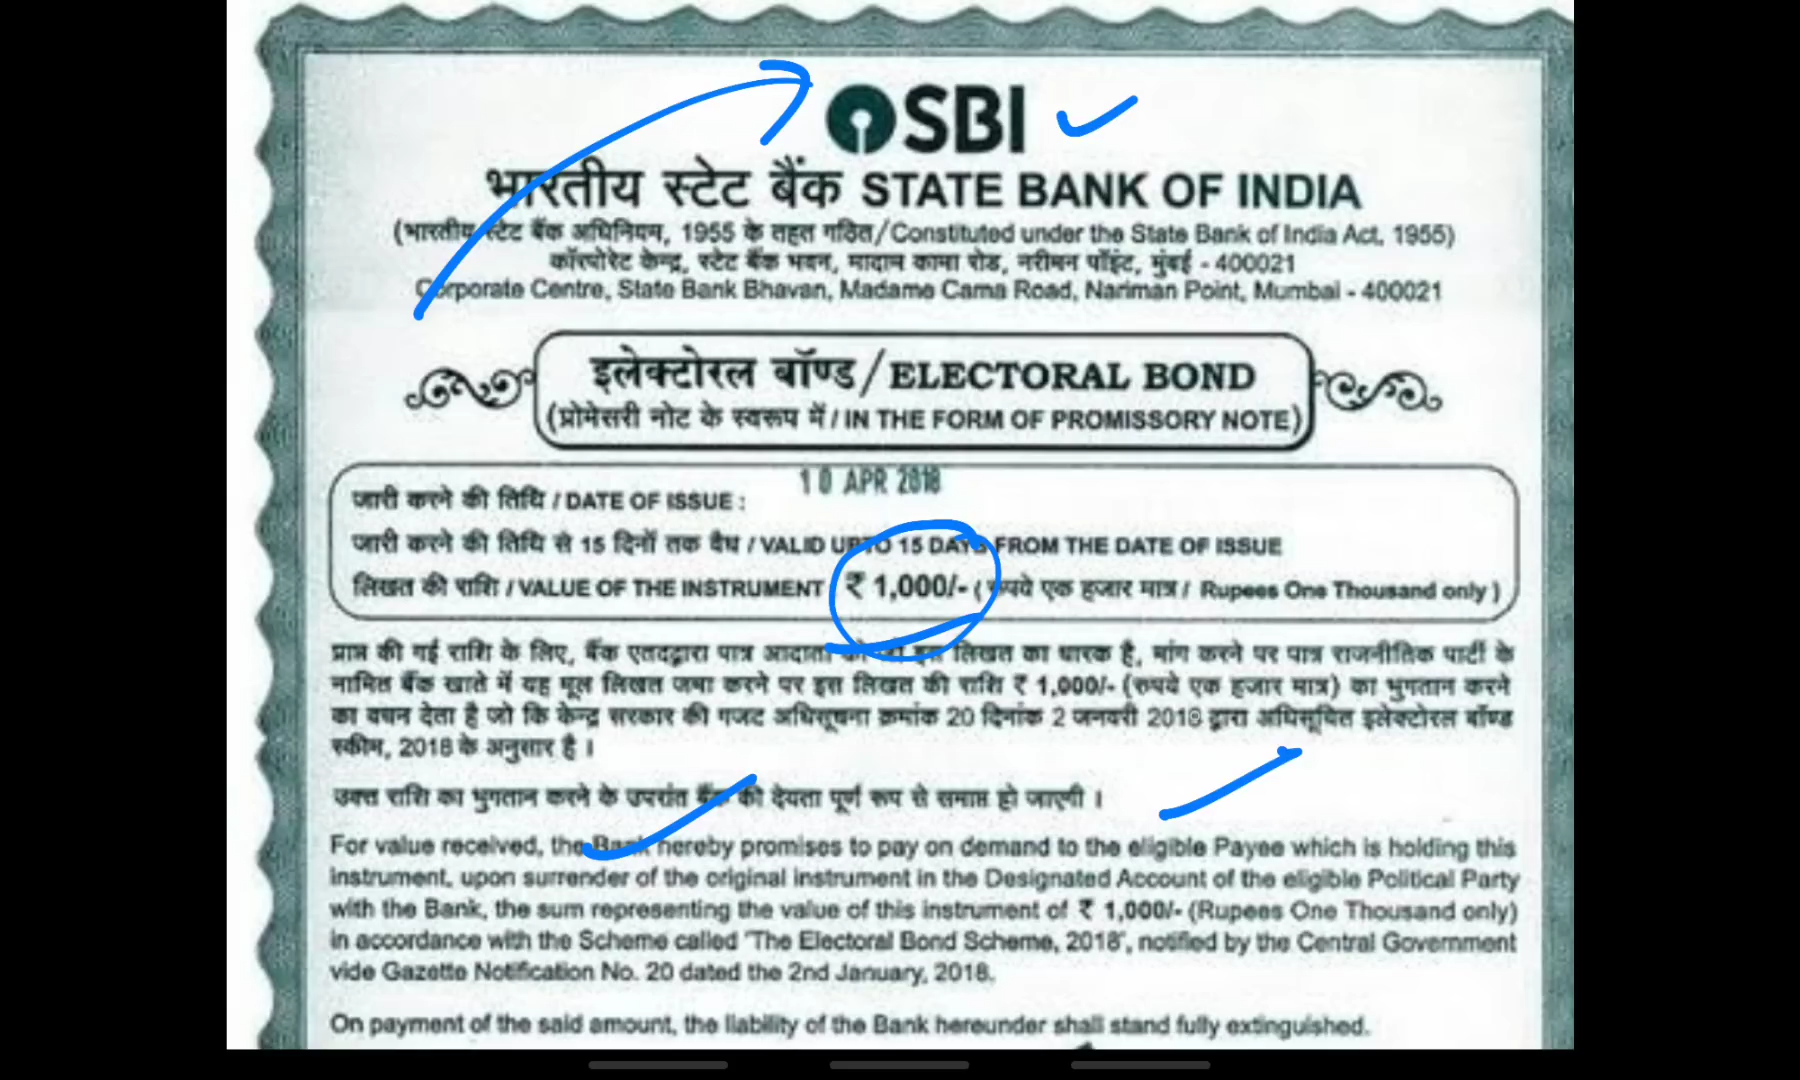 SBI
भारतीय स्टेट बैंक STATE BANK OF INDIA
(भारतीय स्टेट बैंक अधिनियम, 1955 के तहत गठित/Constituted under the State Bank of India Act, 1955)
कॉरपोरेट केन्द्र, स्टेट बैंक भवन, मादाम कामा रोड, नरीमन पॉइंट, मुंबई - 400021
Corporate Centre, State Bank Bhavan, Madame Cama Road, Nariman Point, Mumbai - 400021
इलेक्टोरल बॉण्ड/ELECTORAL BOND
(प्रोमेसरी नोट के स्वरूप में / IN THE FORM OF PROMISSORY NOTE)
10 APR 2018
जारी करने की तिथि / DATE OF ISSUE :
जारी करने की तिथि से 15 दिनों तक वैध / VALID UPTO 15 DAYS FROM THE DATE OF ISSUE
लिखत की राशि / VALUE OF THE INSTRUMENT ₹ 1,000/- (रुपये एक हजार मात्र / Rupees One Thousand only )
प्राप्त की गई राशि के लिए, बैंक एतदद्वारा पात्र आदाता इस लिखत का धारक है, मांग करने पर पात्र राजनीतिक पार्टी के
नामित बैंक खाते में यह मूल लिखत जमा करने पर इस लिखत की राशि ₹ 1,000/- (रुपये एक हजार मात्र) का भुगतान करने
का वचन देता है जो कि केन्द्र सरकार की गजट अधिसूचना क्रमांक 20 दिनांक 2 जनवरी 2018 द्वारा अधिसूचित इलेक्टोरल बॉण्ड
स्कीम, 2018 के अनुसार है ।
उक्त राशि का भुगतान करने के उपरांत बैंक की देयता पूर्ण रूप से समाप्त हो जाएगी ।
For value received, the Bank hereby promises to pay on demand to the eligible Payee which is holding this
instrument, upon surrender of the original instrument in the Designated Account of the eligible Political Party
with the Bank, the sum representing the value of this instrument of ₹ 1,000/- (Rupees One Thousand only)
in accordance with the Scheme called 'The Electoral Bond Scheme, 2018', notified by the Central Government
vide Gazette Notification No. 20 dated the 2nd January, 2018.
On payment of the said amount, the liability of the Bank hereunder shall stand fully extinguished.